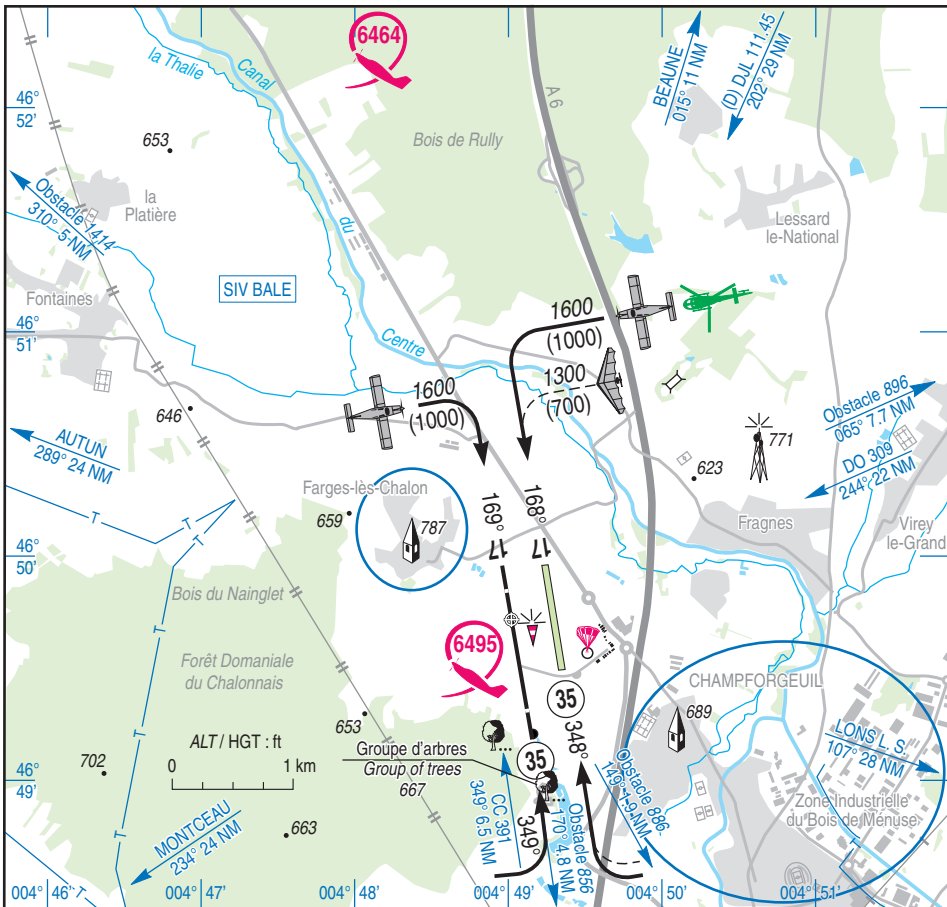 6464
BEAUNE
015° 11 NM
(D) DJL 111.45
202° 29 NM
la Thalie
Canal
A 6
46°
52'
653
Bois de Rully
la
Platière
Obstacle 1414
310° 5 NM
du
Lessard
le-National
SIV BALE
Fontaines
1600
(1000)
46°
51'
Centre
1300
(700)
1600
(1000)
646
Obstacle 896
065° 7.7 NM
AUTUN
289° 24 NM
771
DO 309
244° 22 NM
623
T
Farges-lès-Chalon
169°
168°
659
787
Fragnes
Virey
le-Grand
17
17
46°
50'
T
Bois du Nainglet
T
6495
Forêt Domaniale
du Chalonnais
CHAMPFORGEUIL
35
653
689
348°
ALT / HGT : ft
Groupe d'arbres
Group of trees
35
LONS L. S.
107° 28 NM
702
0
1 km
667
46°
49'
CC 391
349° 6.5 NM
349°
Obstacle 856
170° 4.8 NM
Obstacle 886
149° 1.9 NM
Zone Industrielle
du Bois de Ménuse
663
MONTCEAU
234° 24 NM
T
T
T
004° 46'
004° 47'
004° 48'
004° 49'
004° 50'
004° 51'